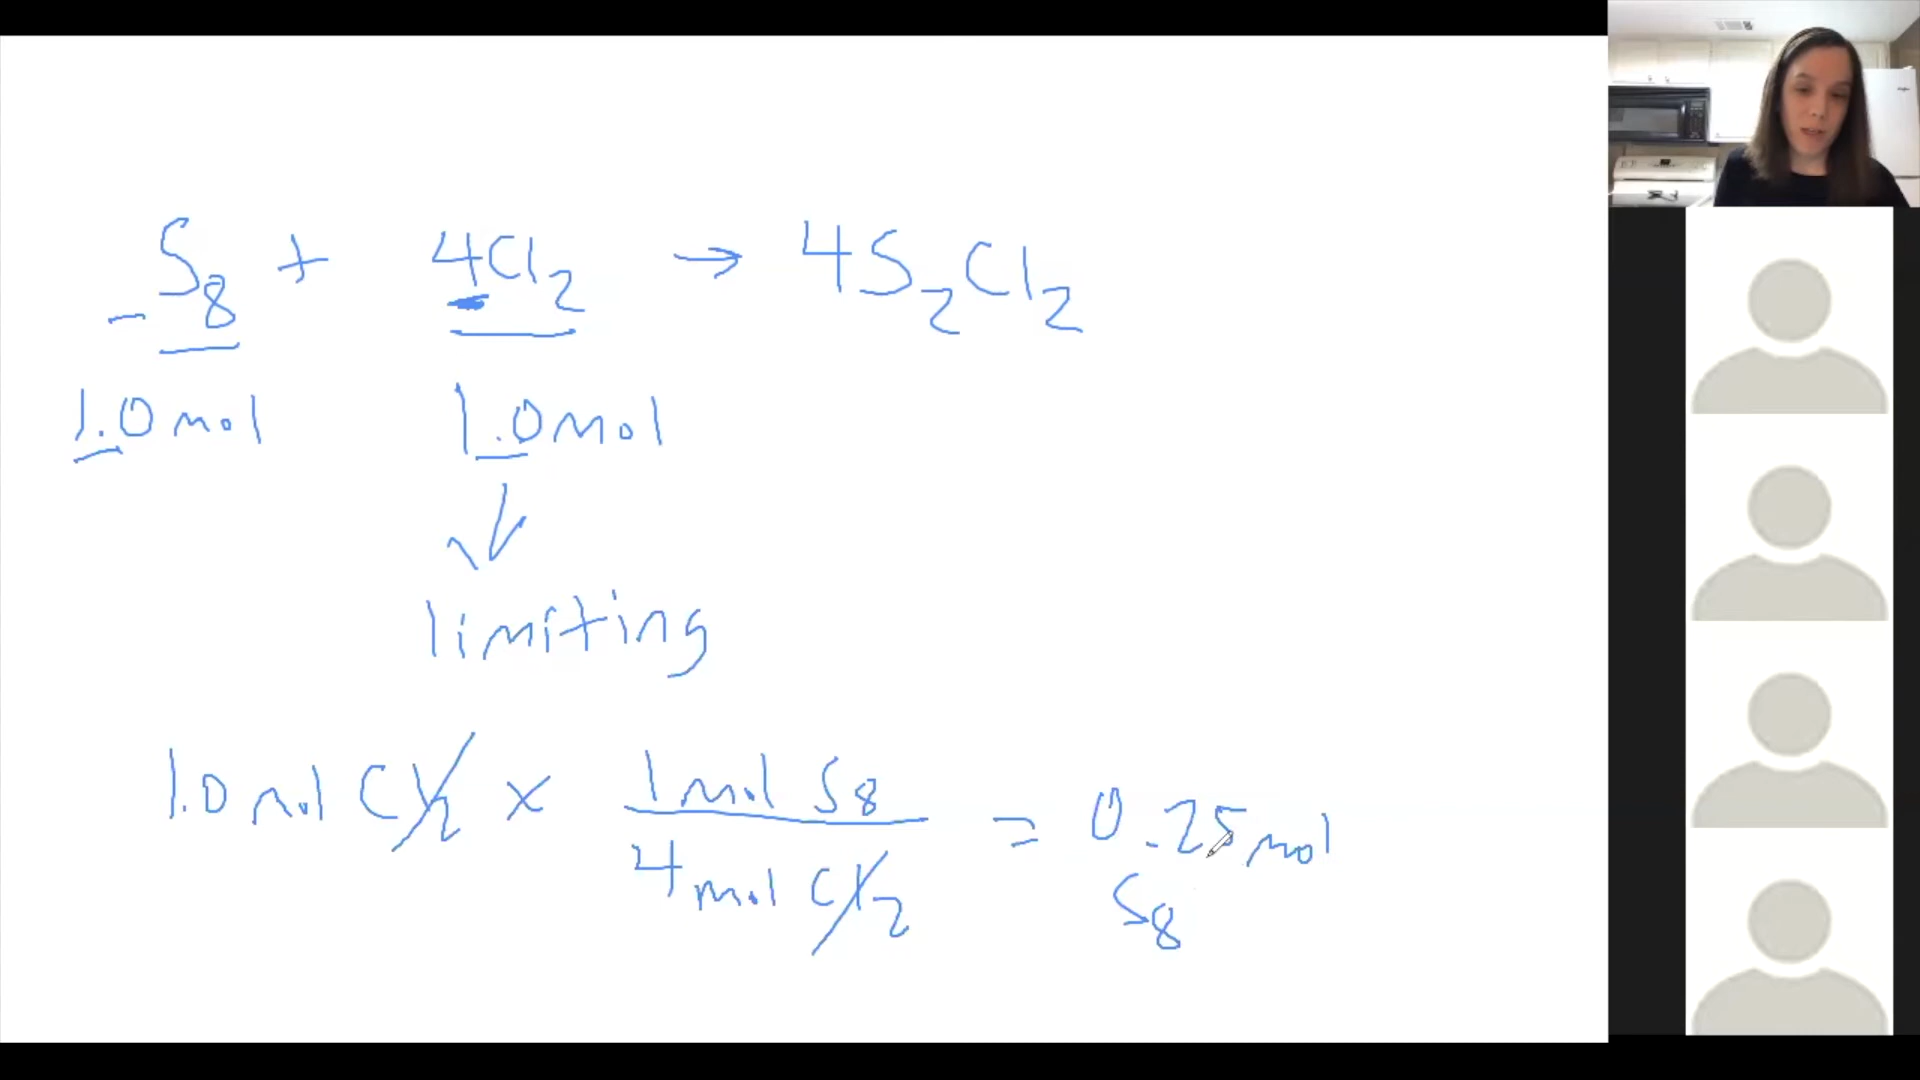 S₈ + 4Cl₂ → 4S₂Cl₂
1.0 mol 1.0 mol
limiting
1.0 mol Cl₂ × 1 mol S₈ / 4 mol Cl₂ = 0.25 mol
S₈